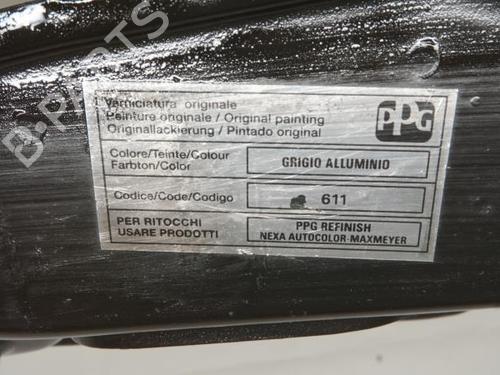 B-PARTS
Verniciatura originale
Peinture originale / Original painting
Originallackierung / Pintado original
PPG
Colore/Teinte/Colour
Farbton/Color
GRIGIO ALLUMINIO
Codice/Code/Codigo
611
PER RITOCCHI
USARE PRODOTTI
PPG REFINISH
NEXA AUTOCOLOR-MAXMEYER